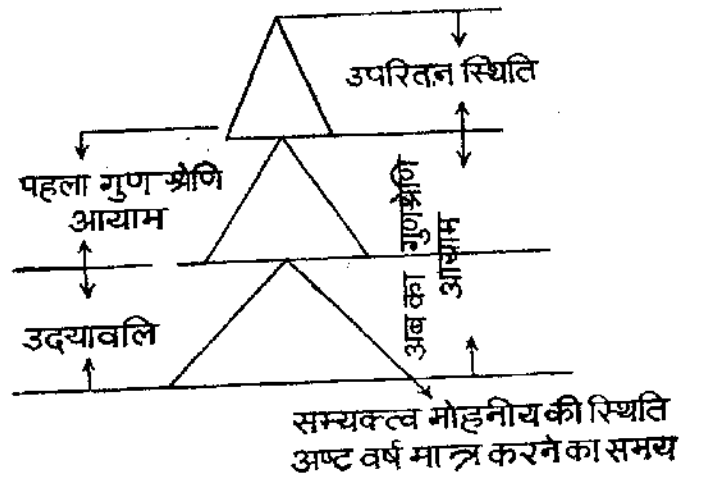 उपरितन स्थिति
पहला गुण श्रेणि
आयाम
अब का गुणश्रेणि
आयाम
उदयावलि
सम्यक्त्व मोहनीय की स्थिति
अष्ट वर्ष मात्र करने का समय